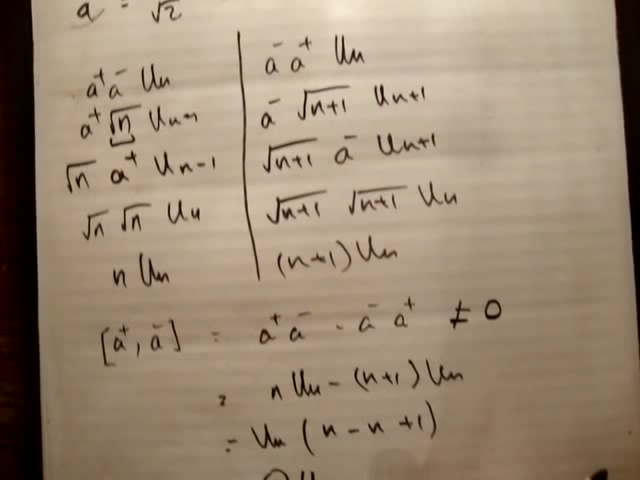 a = √2
a⁺ a⁻ Un | a⁻ a⁺ Un
a⁺ √n Un-1 | a⁻ √n+1 Un+1
√n a⁺ Un-1 | √n+1 a⁻ Un+1
√n √n Un | √n+1 √n+1 Un
n Un | (n+1) Un
[a⁺, a⁻] = a⁺ a⁻ - a⁻ a⁺ ≠ 0
= n Un - (n+1) Un
= Un (n - n +1)